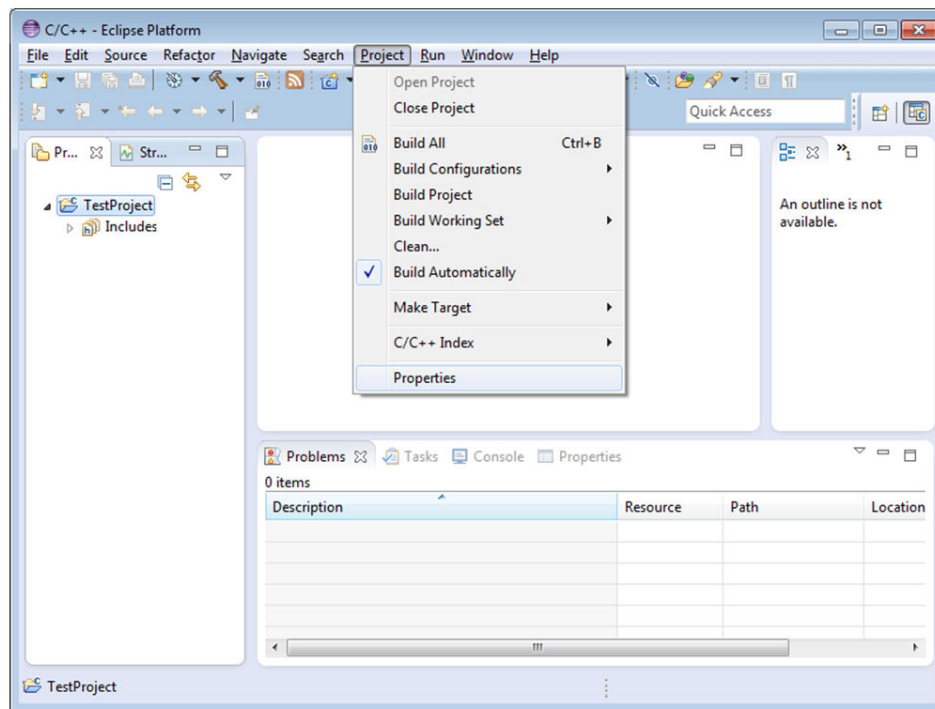 C/C++ - Eclipse Platform
File Edit Source Refactor Navigate Search Project Run Window Help
Open Project
Close Project
Quick Access
Build All Ctrl+B
Build Configurations
Build Project
Build Working Set
Clean...
Build Automatically
Make Target
C/C++ Index
Properties
Pr... Str...
TestProject
Includes
An outline is not
available.
Problems Tasks Console Properties
0 items
Description Resource Path Location
TestProject